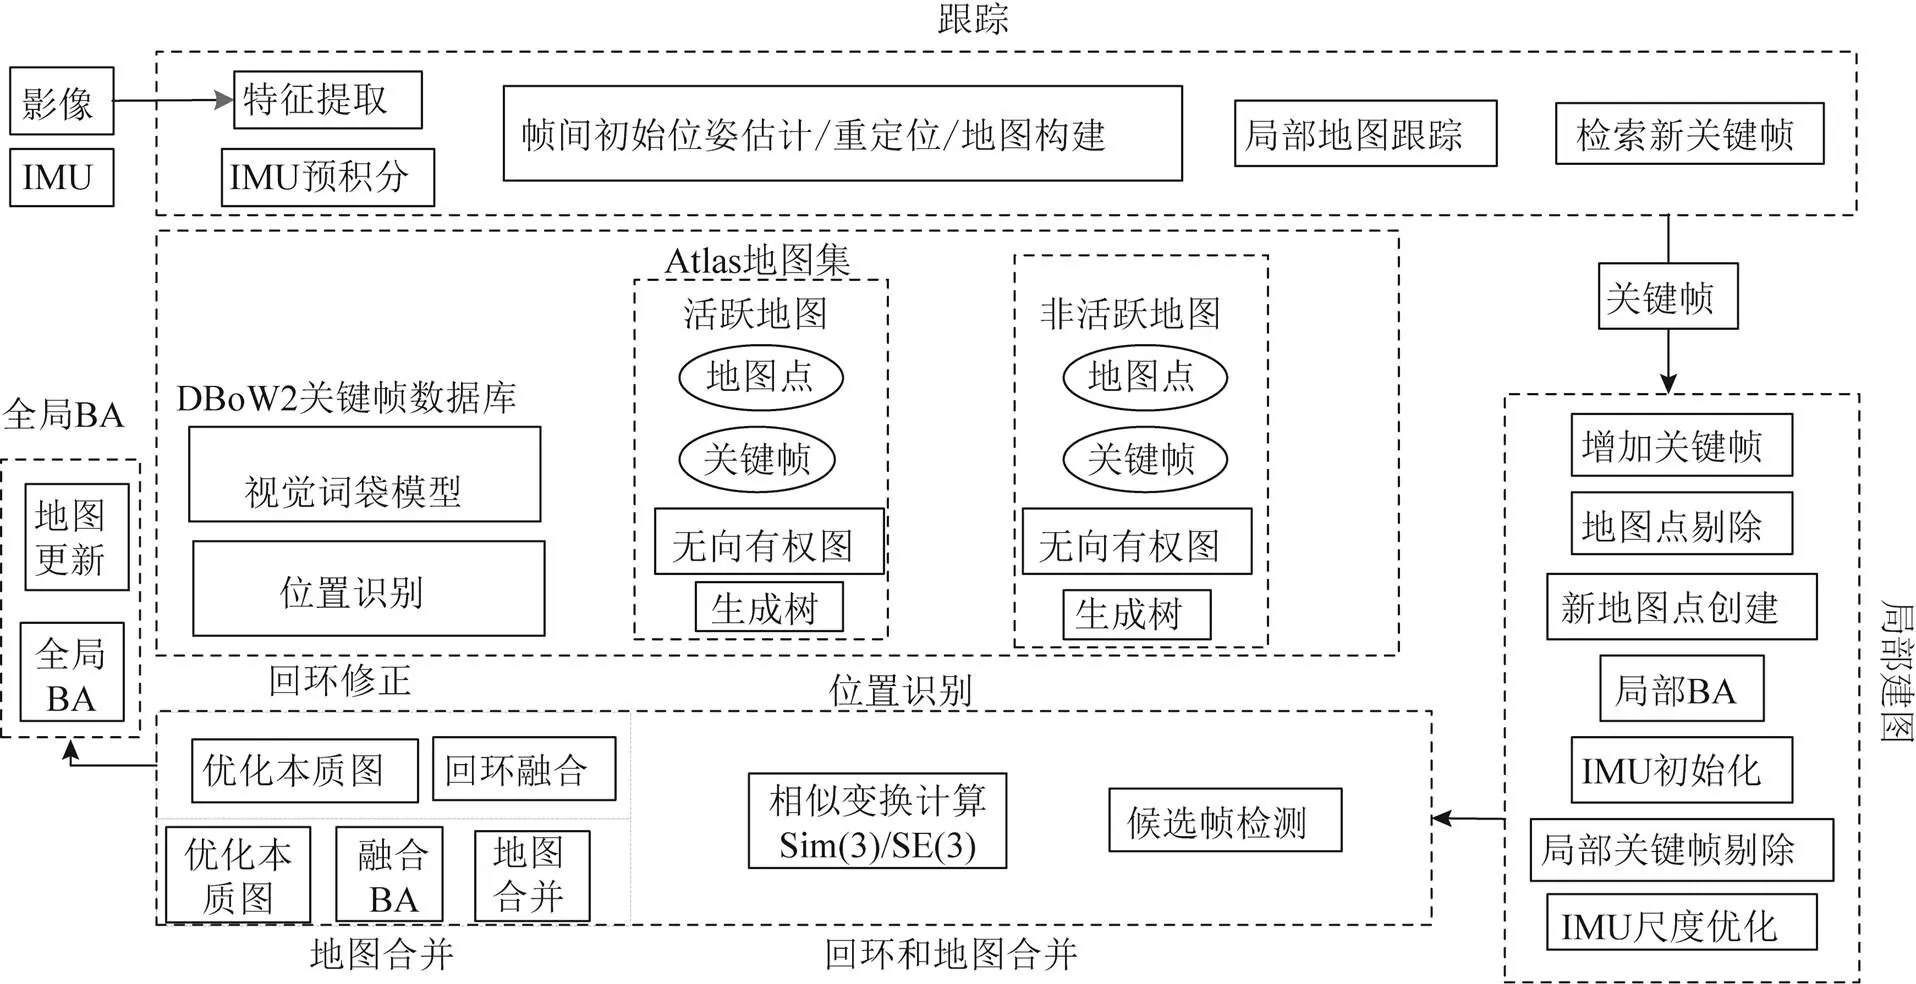 跟踪
影像
特征提取
帧间初始位姿估计/重定位/地图构建
局部地图跟踪
检索新关键帧
IMU
IMU预积分
Atlas地图集
活跃地图
地图点
关键帧
无向有权图
生成树
非活跃地图
地图点
关键帧
无向有权图
生成树
关键帧
DBoW2关键帧数据库
视觉词袋模型
位置识别
全局BA
地图
更新
全局
BA
增加关键帧
地图点剔除
新地图点创建
局部BA
IMU初始化
局部关键帧剔除
IMU尺度优化
局部建图
回环修正
位置识别
优化本质图
回环融合
相似变换计算
Sim(3)/SE(3)
候选帧检测
优化本
质图
融合
BA
地图
合并
地图合并
回环和地图合并